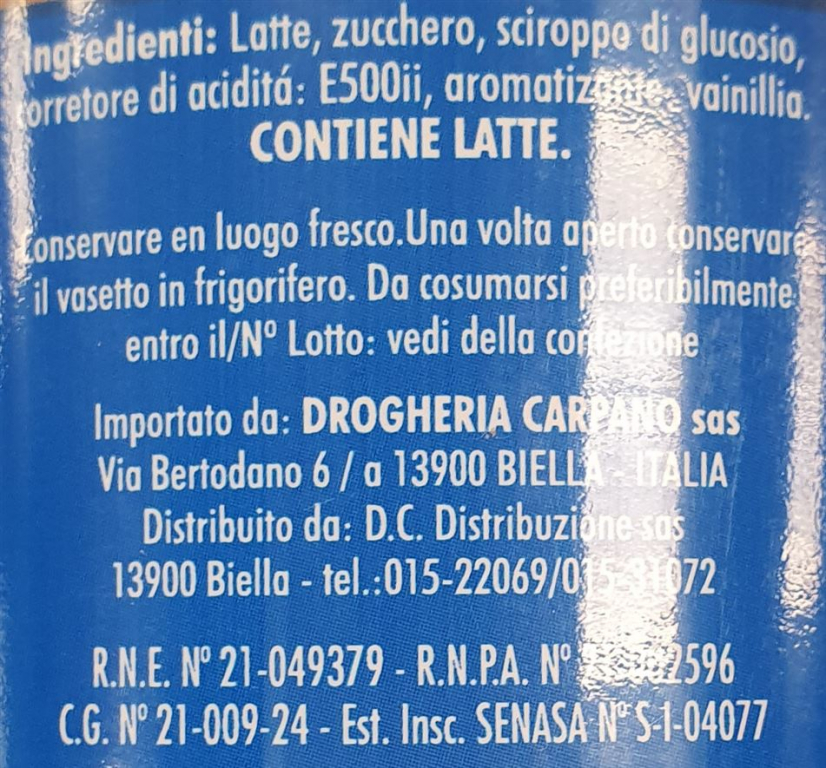 Ingredienti: Latte, zucchero, sciroppo di glucosio,
orretore di aciditá: E500ii, aromatizante, vainillia.
CONTIENE LATTE.
Conservare en luogo fresco.Una volta aperto conservare
il vasetto in frigorifero. Da cosumarsi preferibilmente
entro il/Nº Lotto: vedi della confezione
Importato da: DROGHERIA CARPANO sas
Via Bertodano 6 / a 13900 BIELLA - ITALIA
Distribuito da: D.C. Distribuzione sas
13900 Biella - tel.:015-22069/015-31072
R.N.E. Nº 21-049379 - R.N.P.A. Nº
C.G. Nº 21-009-24 - Est. Insc. SENASA Nº S-1-04077